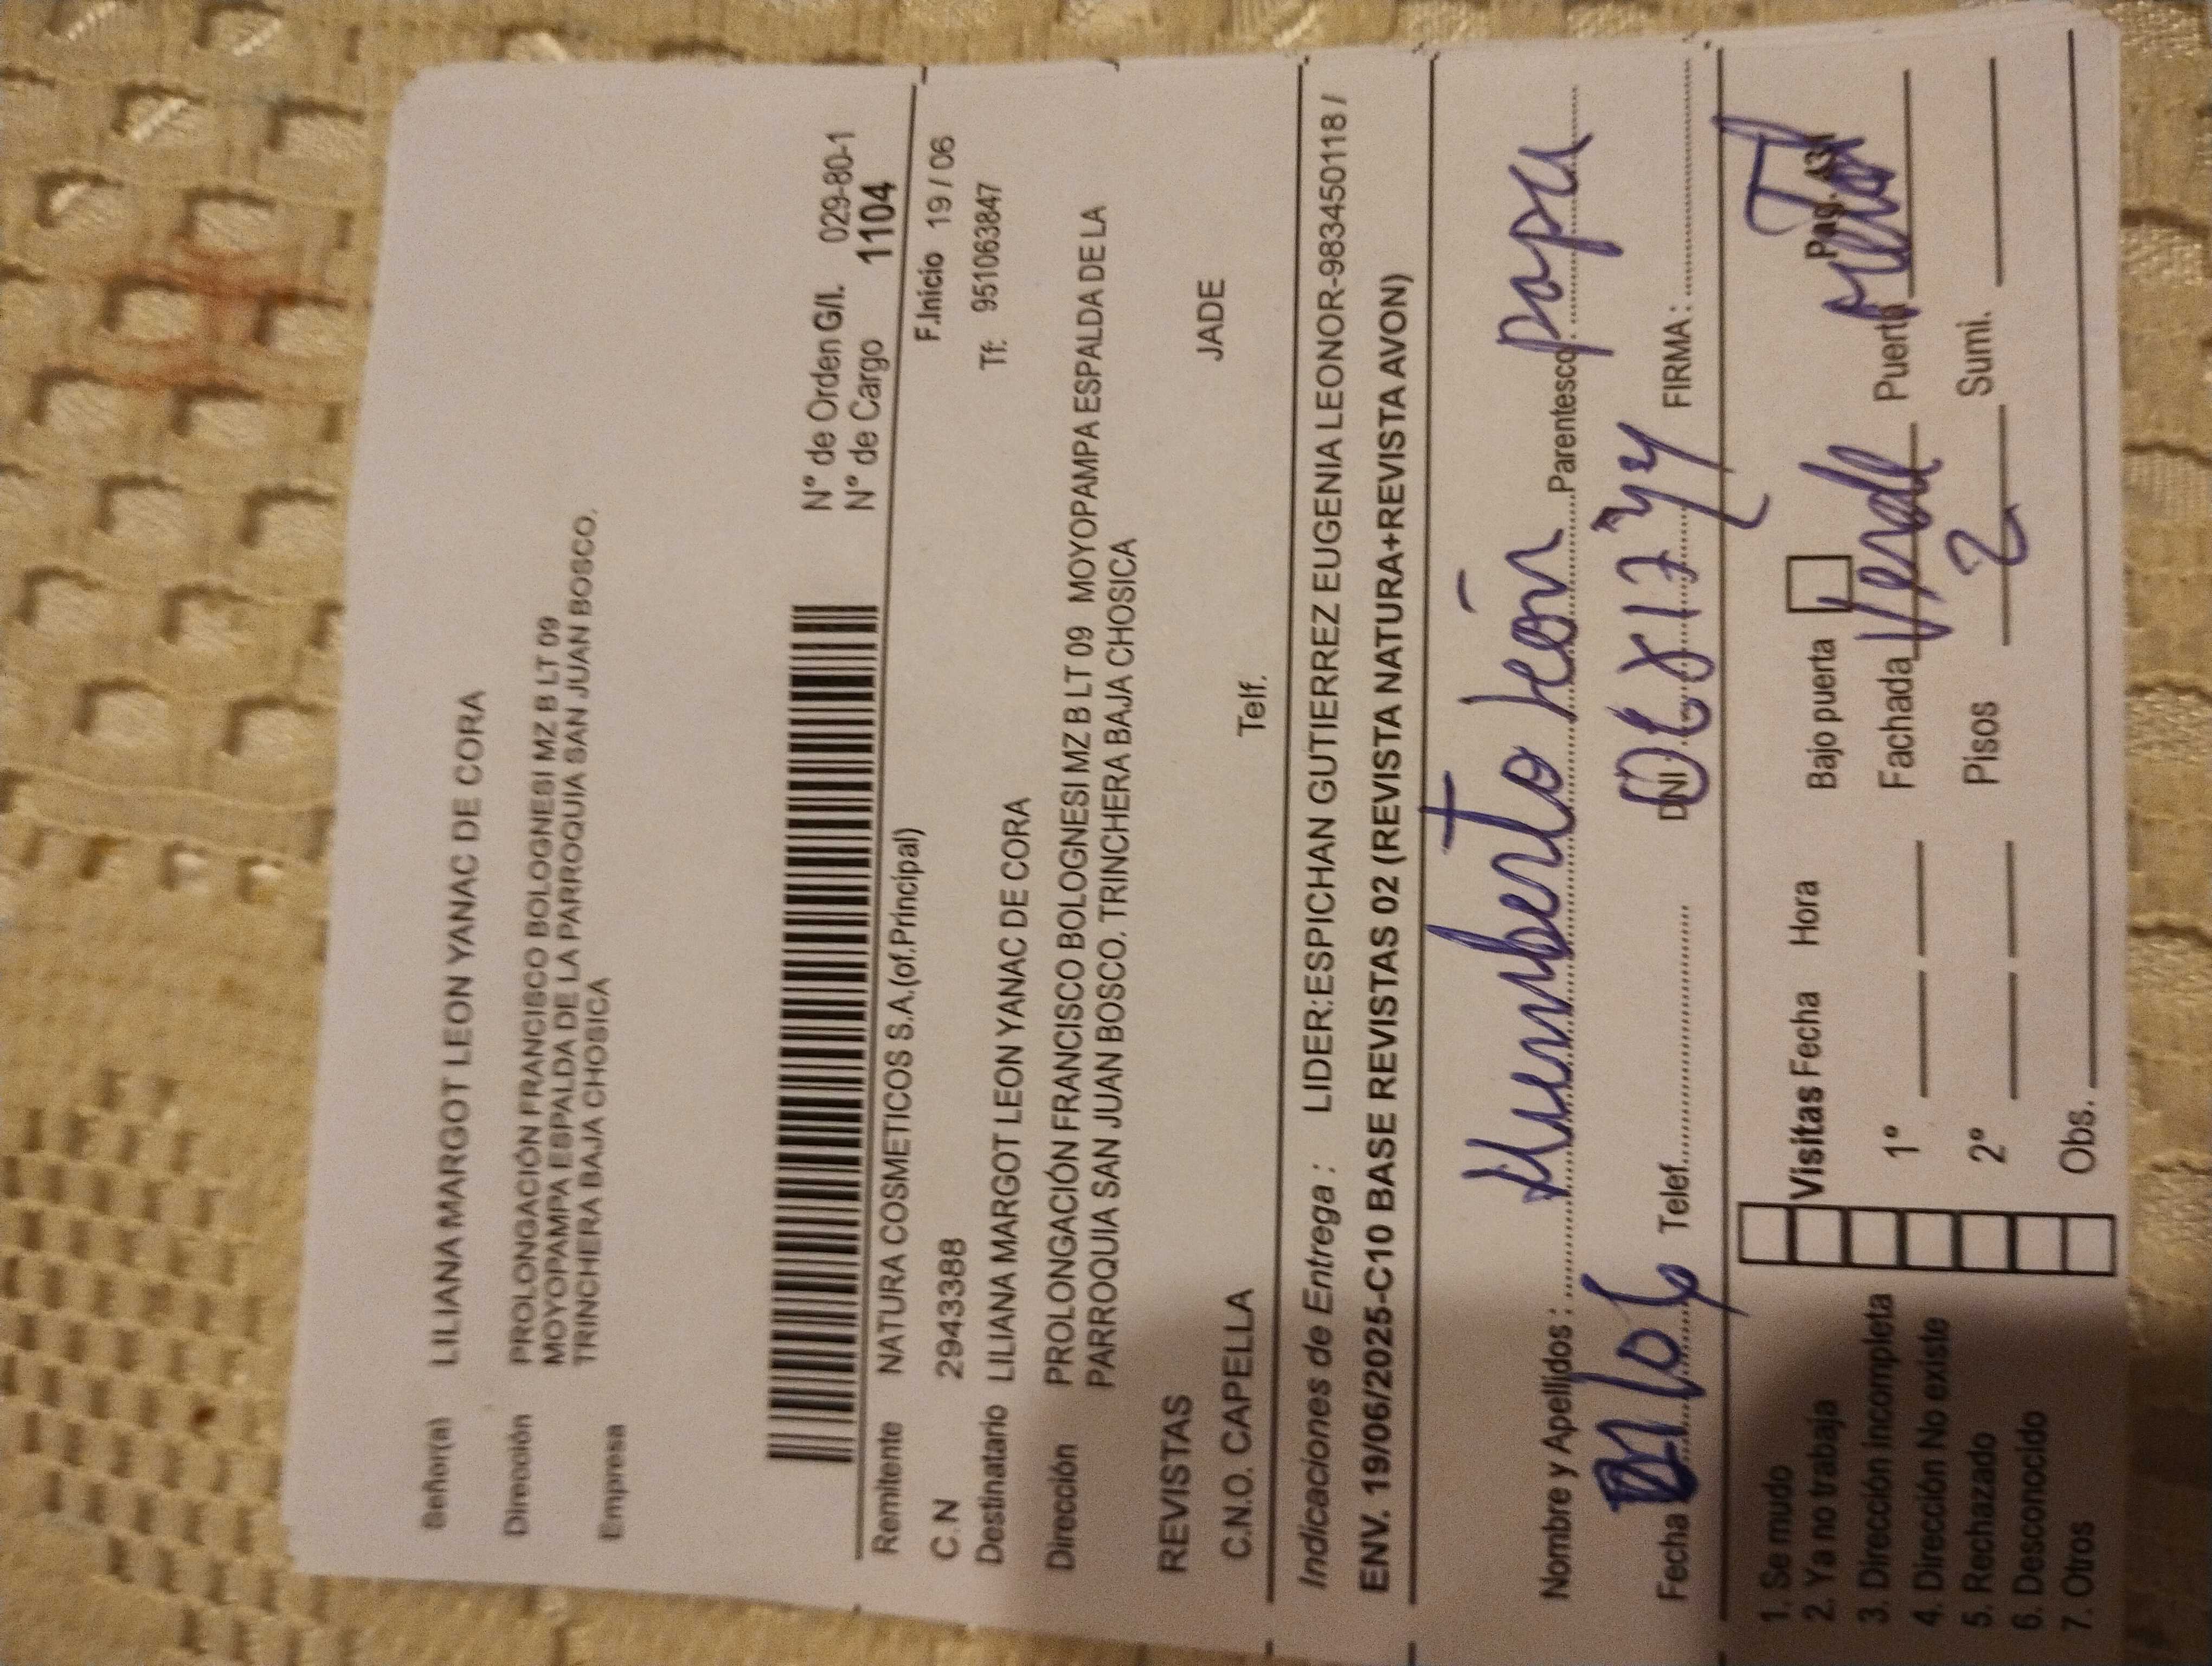 Señor(a) LILIANA MARGOT LEON YANAC DE CORA
Dirección PROLONGACIÓN FRANCISCO BOLOGNESI MZ B LT 09
MOYOPAMPA ESPALDA DE LA PARROQUIA SAN JUAN BOSCO.
TRINCHERA BAJA CHOSICA
Empresa
N° de Orden G/I. 029-80-1
N° de Cargo 1104
Remitente NATURA COSMETICOS S.A.(of.Principal) F.Inicio 19 / 06
C.N 2943388 Tf: 951063847
Destinatario LILIANA MARGOT LEON YANAC DE CORA
Dirección PROLONGACIÓN FRANCISCO BOLOGNESI MZ B LT 09 MOYOPAMPA ESPALDA DE LA
PARROQUIA SAN JUAN BOSCO. TRINCHERA BAJA CHOSICA
REVISTAS JADE
C.N.O. CAPELLA Telf.
Indicaciones de Entrega : LIDER:ESPICHAN GUTIERREZ EUGENIA LEONOR-983450118 /
ENV. 19/06/2025-C10 BASE REVISTAS 02 (REVISTA NATURA+REVISTA AVON)
Nombre y Apellidos : Humberto León Parentesco: papa
Fecha Telef. DNI FIRMA :
1. Se mudo
2. Ya no trabaja
3. Dirección incompleta
4. Dirección No existe
5. Rechazado
6. Desconocido
7. Otros
Visitas Fecha Hora Bajo puerta Pag. 431
1º Fachada Verde Puerta
2º Pisos 2 Sumi.
Obs.